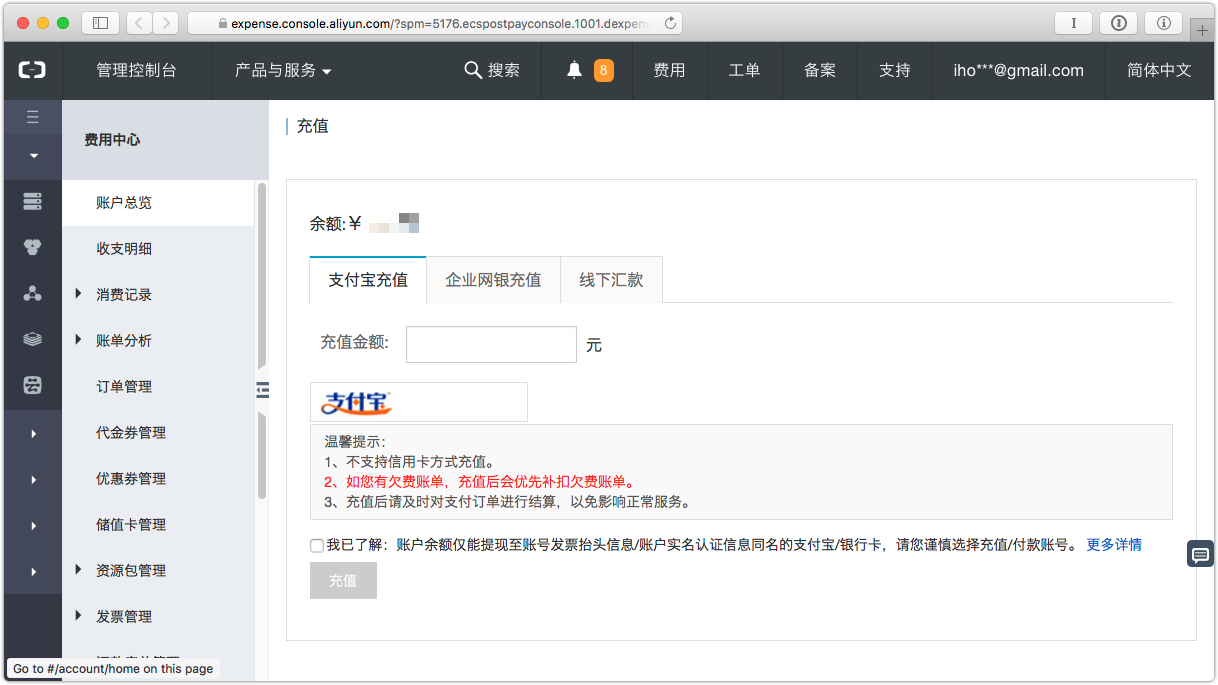 expense.console.aliyun.com/?spm=5176.ecspostpayconsole.1001.dexpen
管理控制台
产品与服务
搜索
8
费用
工单
备案
支持
iho***@gmail.com
简体中文
费用中心
账户总览
收支明细
消费记录
账单分析
订单管理
代金券管理
优惠券管理
储值卡管理
资源包管理
发票管理
充值
余额:¥
支付宝充值
企业网银充值
线下汇款
充值金额:
元
支付宝
温馨提示：
1、不支持信用卡方式充值。
2、如您有欠费账单，充值后会优先补扣欠费账单。
3、充值后请及时对支付订单进行结算，以免影响正常服务。
我已了解：账户余额仅能提现至账号发票抬头信息/账户实名认证信息同名的支付宝/银行卡，请您谨慎选择充值/付款账号。 更多详情
充值
Go to #/account/home on this page